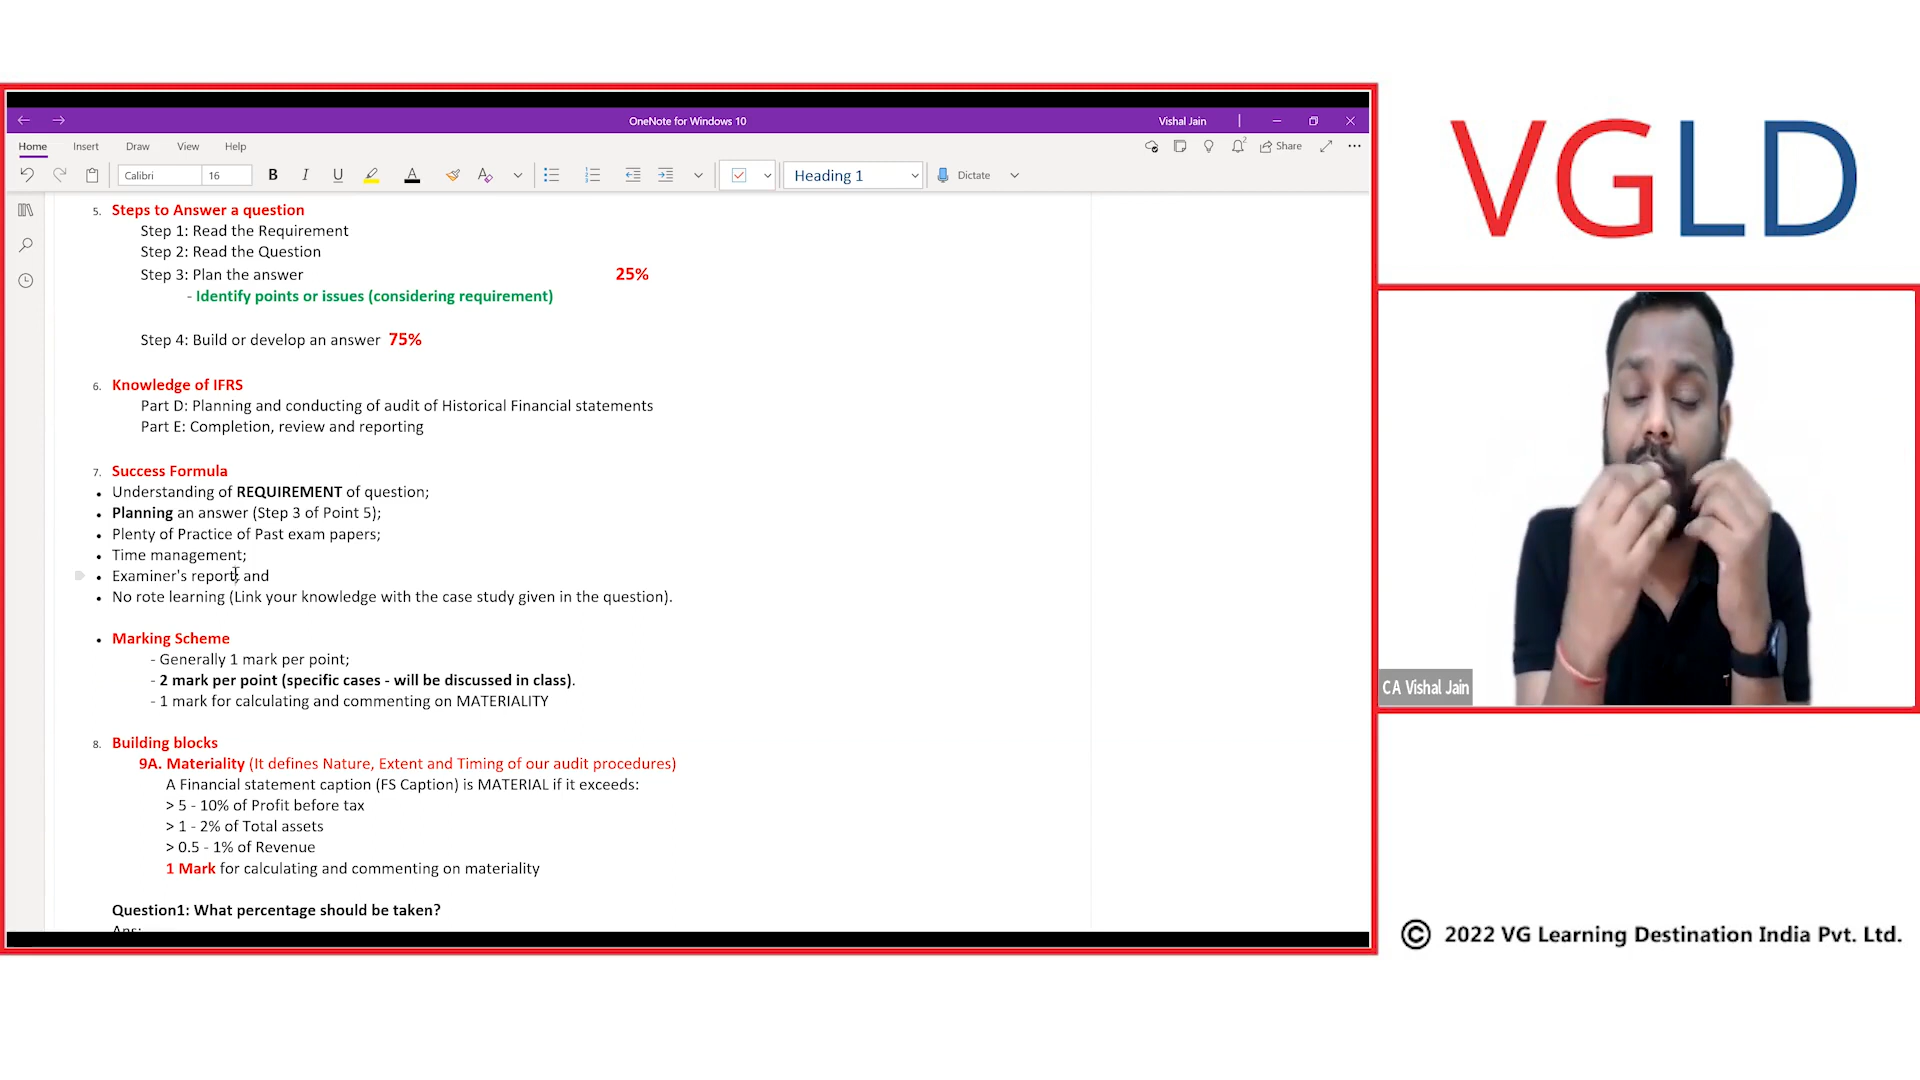 OneNote for Windows 10
Vishal Jain
Home Insert Draw View Help
Share
Calibri 16 B I U A Heading 1 Dictate
5. Steps to Answer a question
Step 1: Read the Requirement
Step 2: Read the Question
Step 3: Plan the answer 25%
- Identify points or issues (considering requirement)
Step 4: Build or develop an answer 75%
6. Knowledge of IFRS
Part D: Planning and conducting of audit of Historical Financial statements
Part E: Completion, review and reporting
7. Success Formula
• Understanding of REQUIREMENT of question;
• Planning an answer (Step 3 of Point 5);
• Plenty of Practice of Past exam papers;
• Time management;
• Examiner's report; and
• No rote learning (Link your knowledge with the case study given in the question).
• Marking Scheme
- Generally 1 mark per point;
- 2 mark per point (specific cases - will be discussed in class).
- 1 mark for calculating and commenting on MATERIALITY
8. Building blocks
9A. Materiality (It defines Nature, Extent and Timing of our audit procedures)
A Financial statement caption (FS Caption) is MATERIAL if it exceeds:
> 5 - 10% of Profit before tax
> 1 - 2% of Total assets
> 0.5 - 1% of Revenue
1 Mark for calculating and commenting on materiality
Question1: What percentage should be taken?
Ans:
VGLD
CA Vishal Jain
© 2022 VG Learning Destination India Pvt. Ltd.